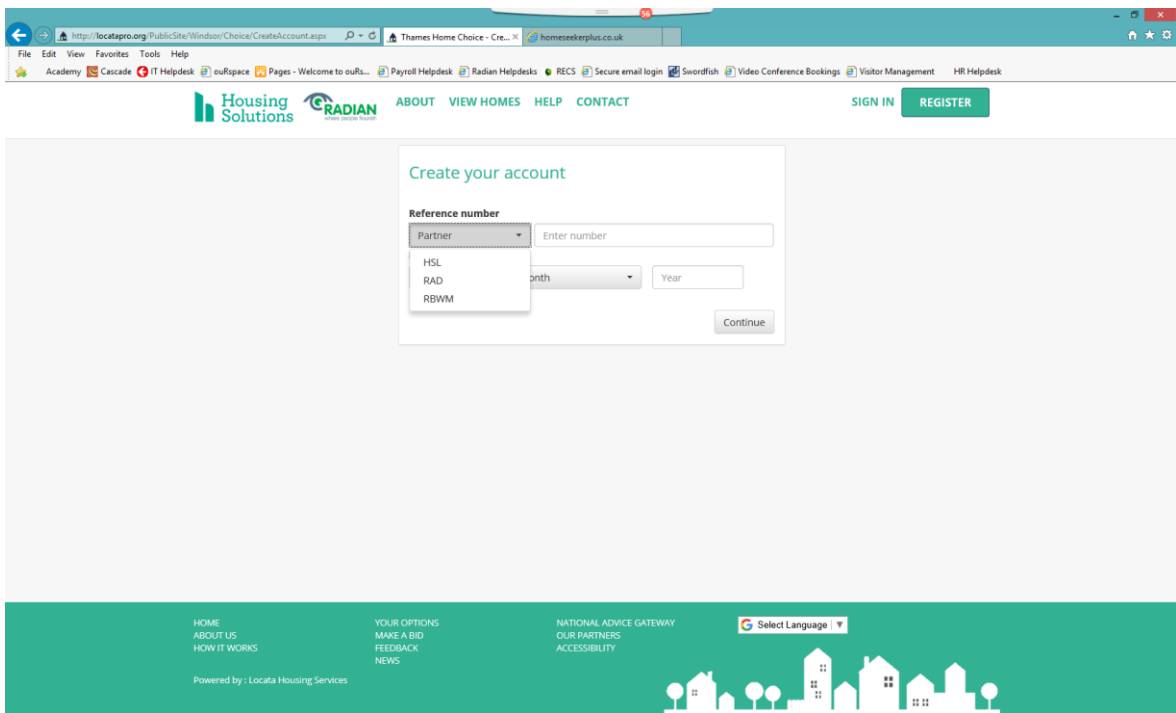 56
http://locatapro.org/PublicSite/Windsor/Choice/CreateAccount.aspx
Thames Home Choice - Cre...
homeseekerplus.co.uk
File Edit View Favorites Tools Help
Academy Cascade IT Helpdesk ouRspace Pages - Welcome to ouRs... Payroll Helpdesk Radian Helpdesks RECS Secure email login Swordfish Video Conference Bookings Visitor Management HR Helpdesk
Housing Solutions
RADIAN
where people flourish
ABOUT VIEW HOMES HELP CONTACT
SIGN IN REGISTER
Create your account
Reference number
Partner Enter number
HSL
RAD
RBWM
onth Year
Continue
HOME
ABOUT US
HOW IT WORKS
YOUR OPTIONS
MAKE A BID
FEEDBACK
NEWS
NATIONAL ADVICE GATEWAY
OUR PARTNERS
ACCESSIBILITY
G Select Language
Powered by : Locata Housing Services